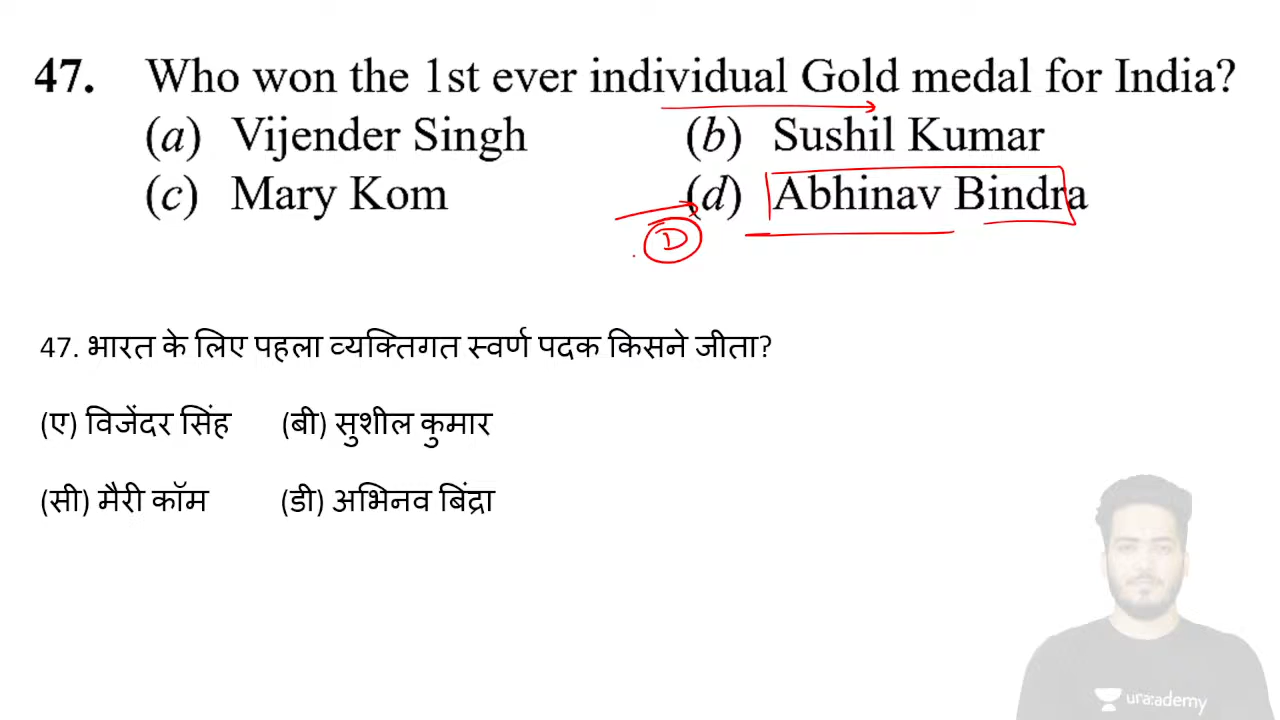 47. Who won the 1st ever individual Gold medal for India?
(a) Vijender Singh (b) Sushil Kumar
(c) Mary Kom (d) Abhinav Bindra
D
47. भारत के लिए पहला व्यक्तिगत स्वर्ण पदक किसने जीता?
(ए) विजेंदर सिंह (बी) सुशील कुमार
(सी) मैरी कॉम (डी) अभिनव बिंद्रा